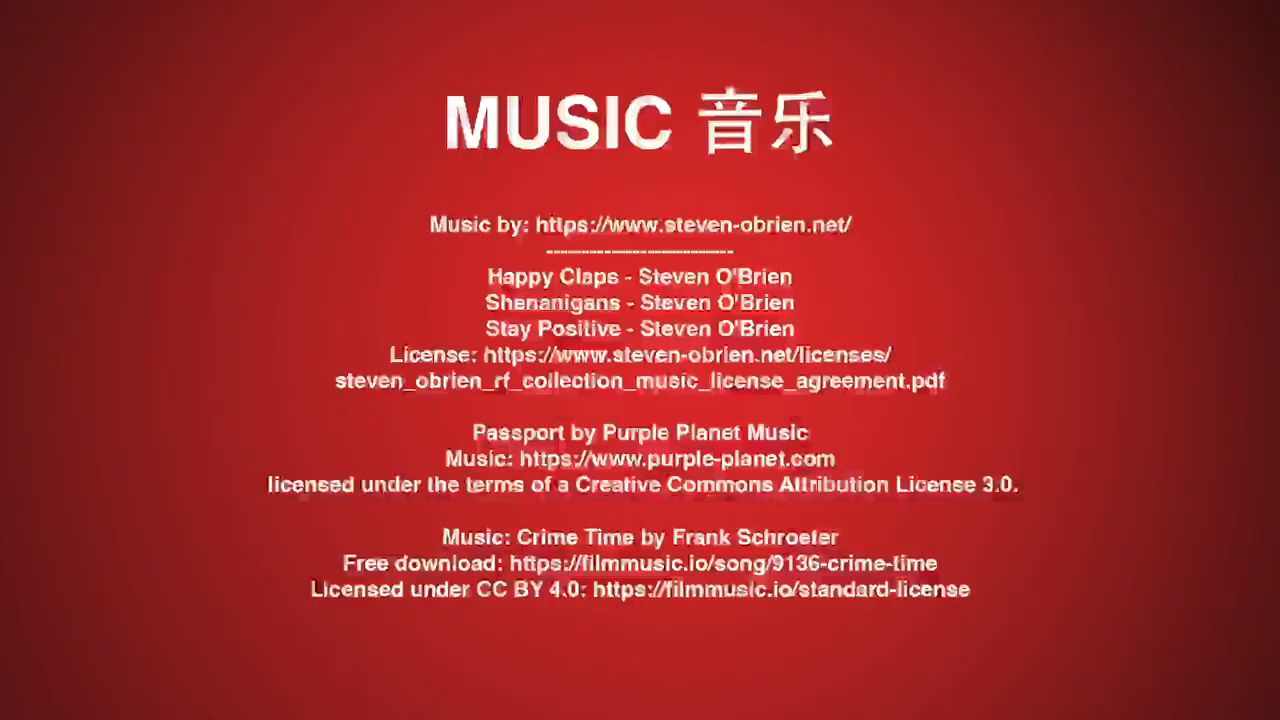 MUSIC 音乐
Music by: https://www.steven-obrien.net/
--------------------------
Happy Claps - Steven O'Brien
Shenanigans - Steven O'Brien
Stay Positive - Steven O'Brien
License: https://www.steven-obrien.net/licenses/
steven_obrien_rf_collection_music_license_agreement.pdf
Passport by Purple Planet Music
Music: https://www.purple-planet.com
licensed under the terms of a Creative Commons Attribution License 3.0.
Music: Crime Time by Frank Schroeter
Free download: https://filmmusic.io/song/9136-crime-time
Licensed under CC BY 4.0: https://filmmusic.io/standard-license